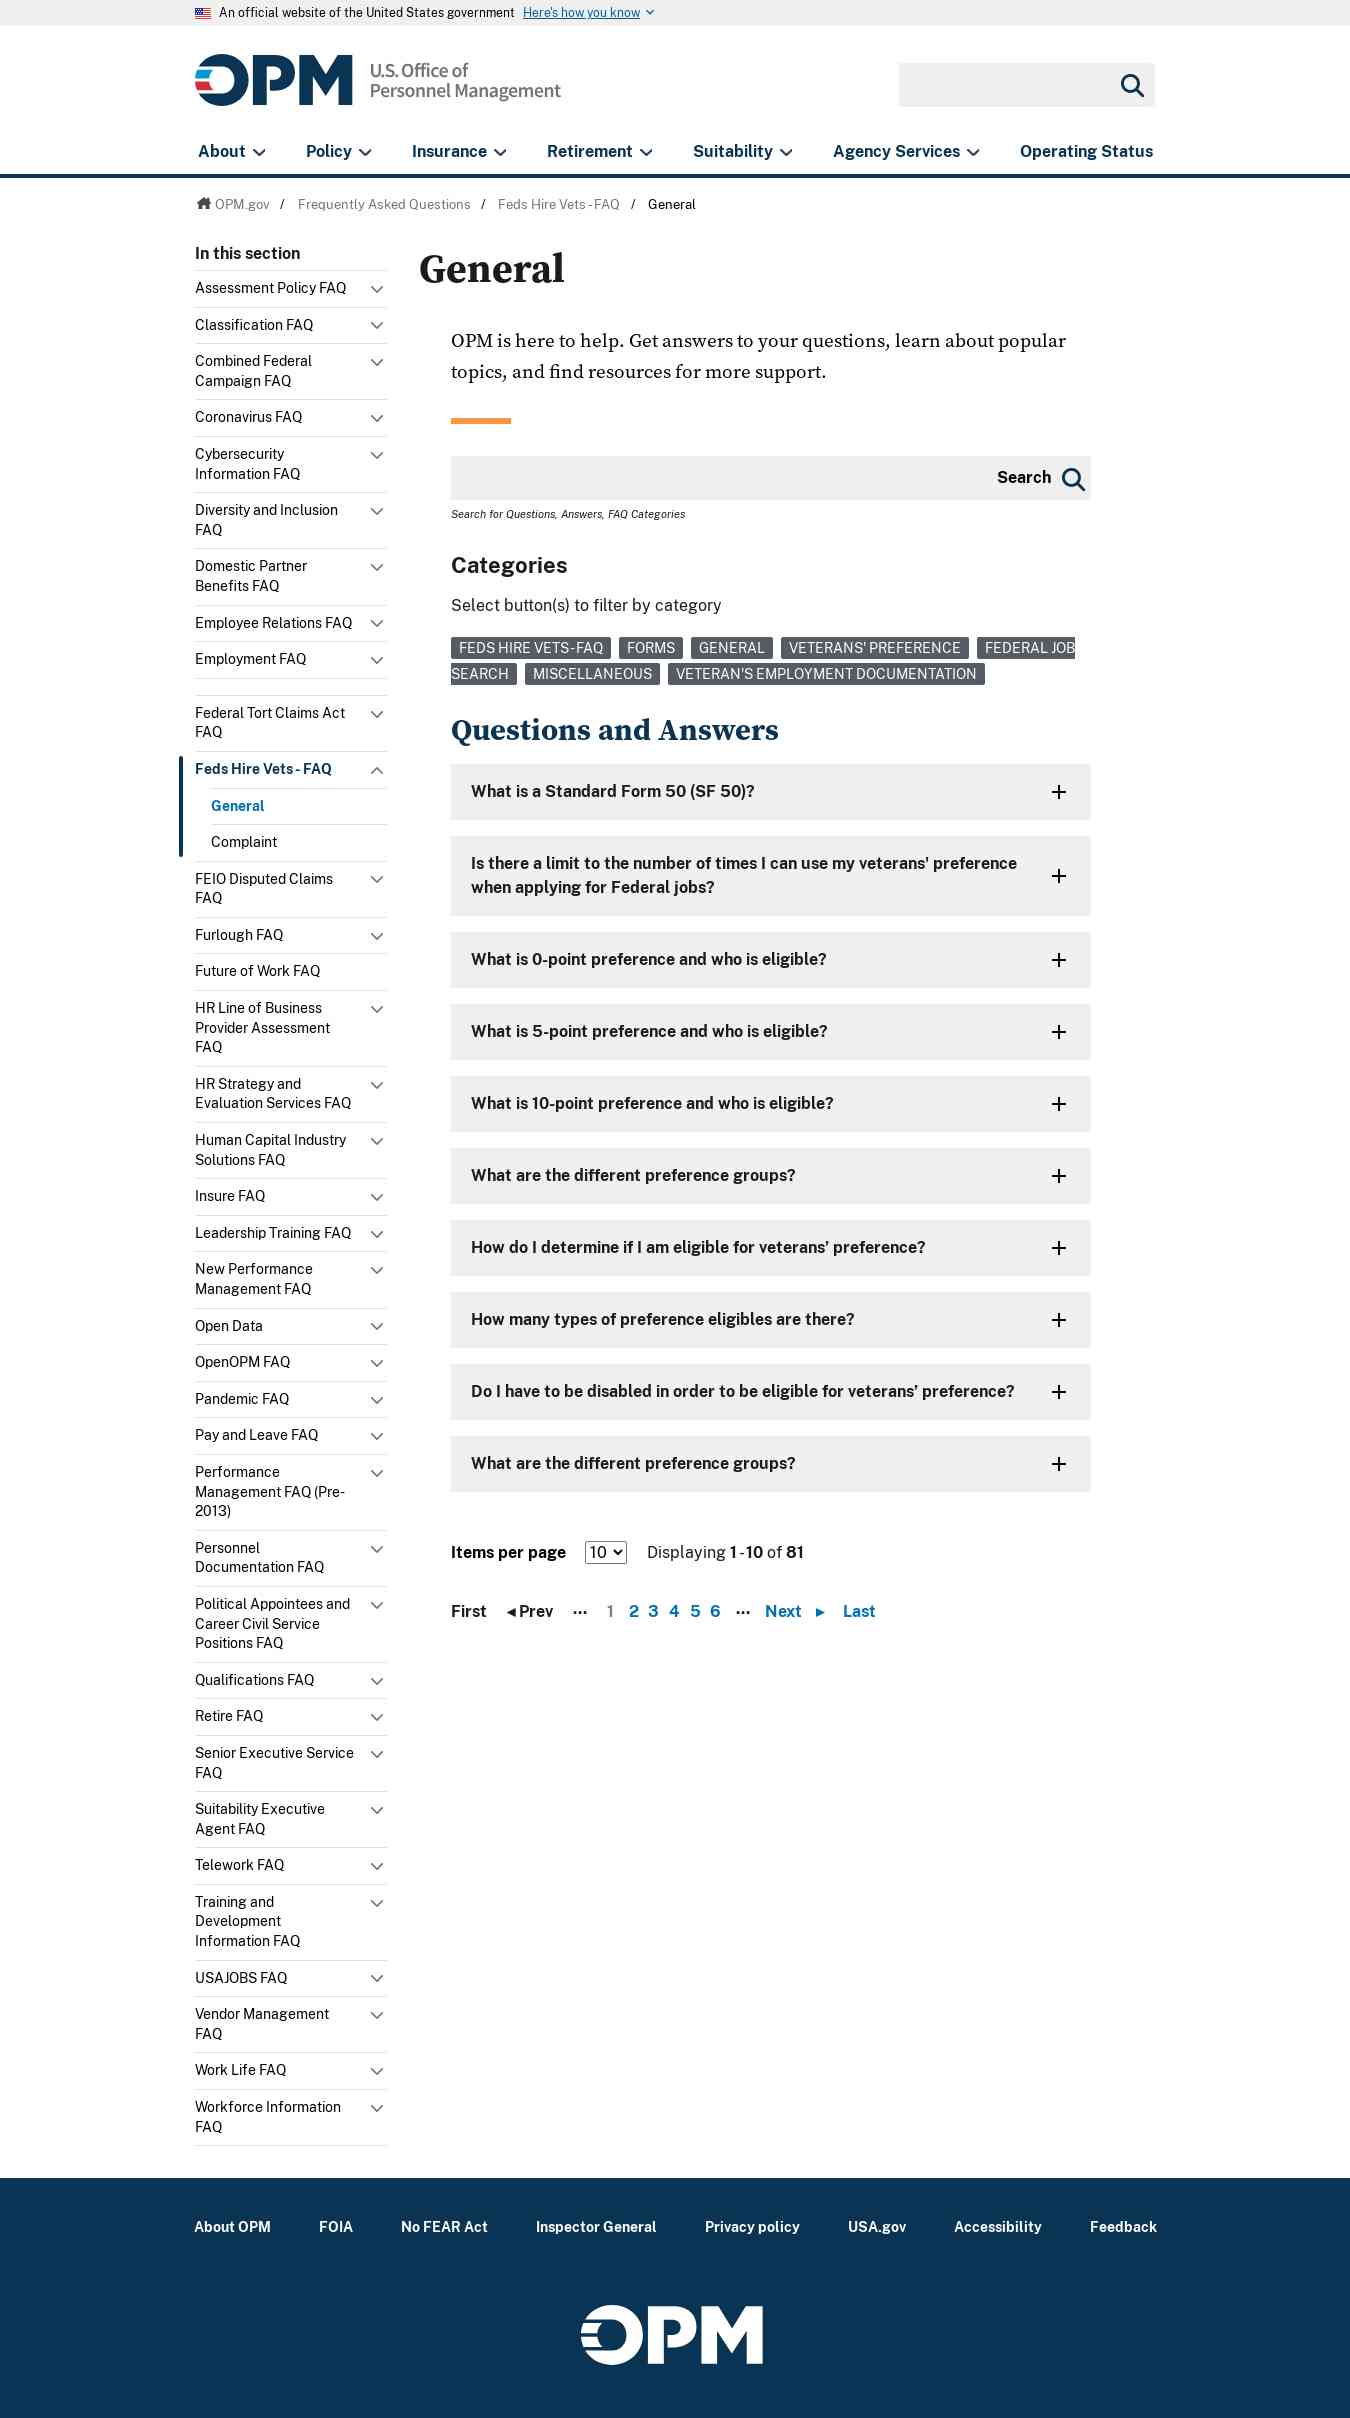 An official website of the United States government Here's how you know
OPM U.S. Office of
Personnel Management
About Policy Insurance Retirement Suitability Agency Services Operating Status
OPM.gov / Frequently Asked Questions / Feds Hire Vets - FAQ / General
In this section
Assessment Policy FAQ
Classification FAQ
Combined Federal
Campaign FAQ
Coronavirus FAQ
Cybersecurity
Information FAQ
Diversity and Inclusion
FAQ
Domestic Partner
Benefits FAQ
Employee Relations FAQ
Employment FAQ
Federal Tort Claims Act
FAQ
Feds Hire Vets - FAQ
General
Complaint
FEIO Disputed Claims
FAQ
Furlough FAQ
Future of Work FAQ
HR Line of Business
Provider Assessment
FAQ
HR Strategy and
Evaluation Services FAQ
Human Capital Industry
Solutions FAQ
Insure FAQ
Leadership Training FAQ
New Performance
Management FAQ
Open Data
OpenOPM FAQ
Pandemic FAQ
Pay and Leave FAQ
Performance
Management FAQ (Pre-
2013)
Personnel
Documentation FAQ
Political Appointees and
Career Civil Service
Positions FAQ
Qualifications FAQ
Retire FAQ
Senior Executive Service
FAQ
Suitability Executive
Agent FAQ
Telework FAQ
Training and
Development
Information FAQ
USAJOBS FAQ
Vendor Management
FAQ
Work Life FAQ
Workforce Information
FAQ
General
OPM is here to help. Get answers to your questions, learn about popular
topics, and find resources for more support.
Search
Search for Questions, Answers, FAQ Categories
Categories
Select button(s) to filter by category
FEDS HIRE VETS - FAQ FORMS GENERAL VETERANS' PREFERENCE FEDERAL JOB
SEARCH MISCELLANEOUS VETERAN'S EMPLOYMENT DOCUMENTATION
Questions and Answers
What is a Standard Form 50 (SF 50)?
Is there a limit to the number of times I can use my veterans' preference
when applying for Federal jobs?
What is 0-point preference and who is eligible?
What is 5-point preference and who is eligible?
What is 10-point preference and who is eligible?
What are the different preference groups?
How do I determine if I am eligible for veterans’ preference?
How many types of preference eligibles are there?
Do I have to be disabled in order to be eligible for veterans’ preference?
What are the different preference groups?
Items per page 10 Displaying 1 - 10 of 81
First ◂ Prev ··· 1 2 3 4 5 6 ··· Next ▸ Last
About OPM FOIA No FEAR Act Inspector General Privacy policy USA.gov Accessibility Feedback
OPM